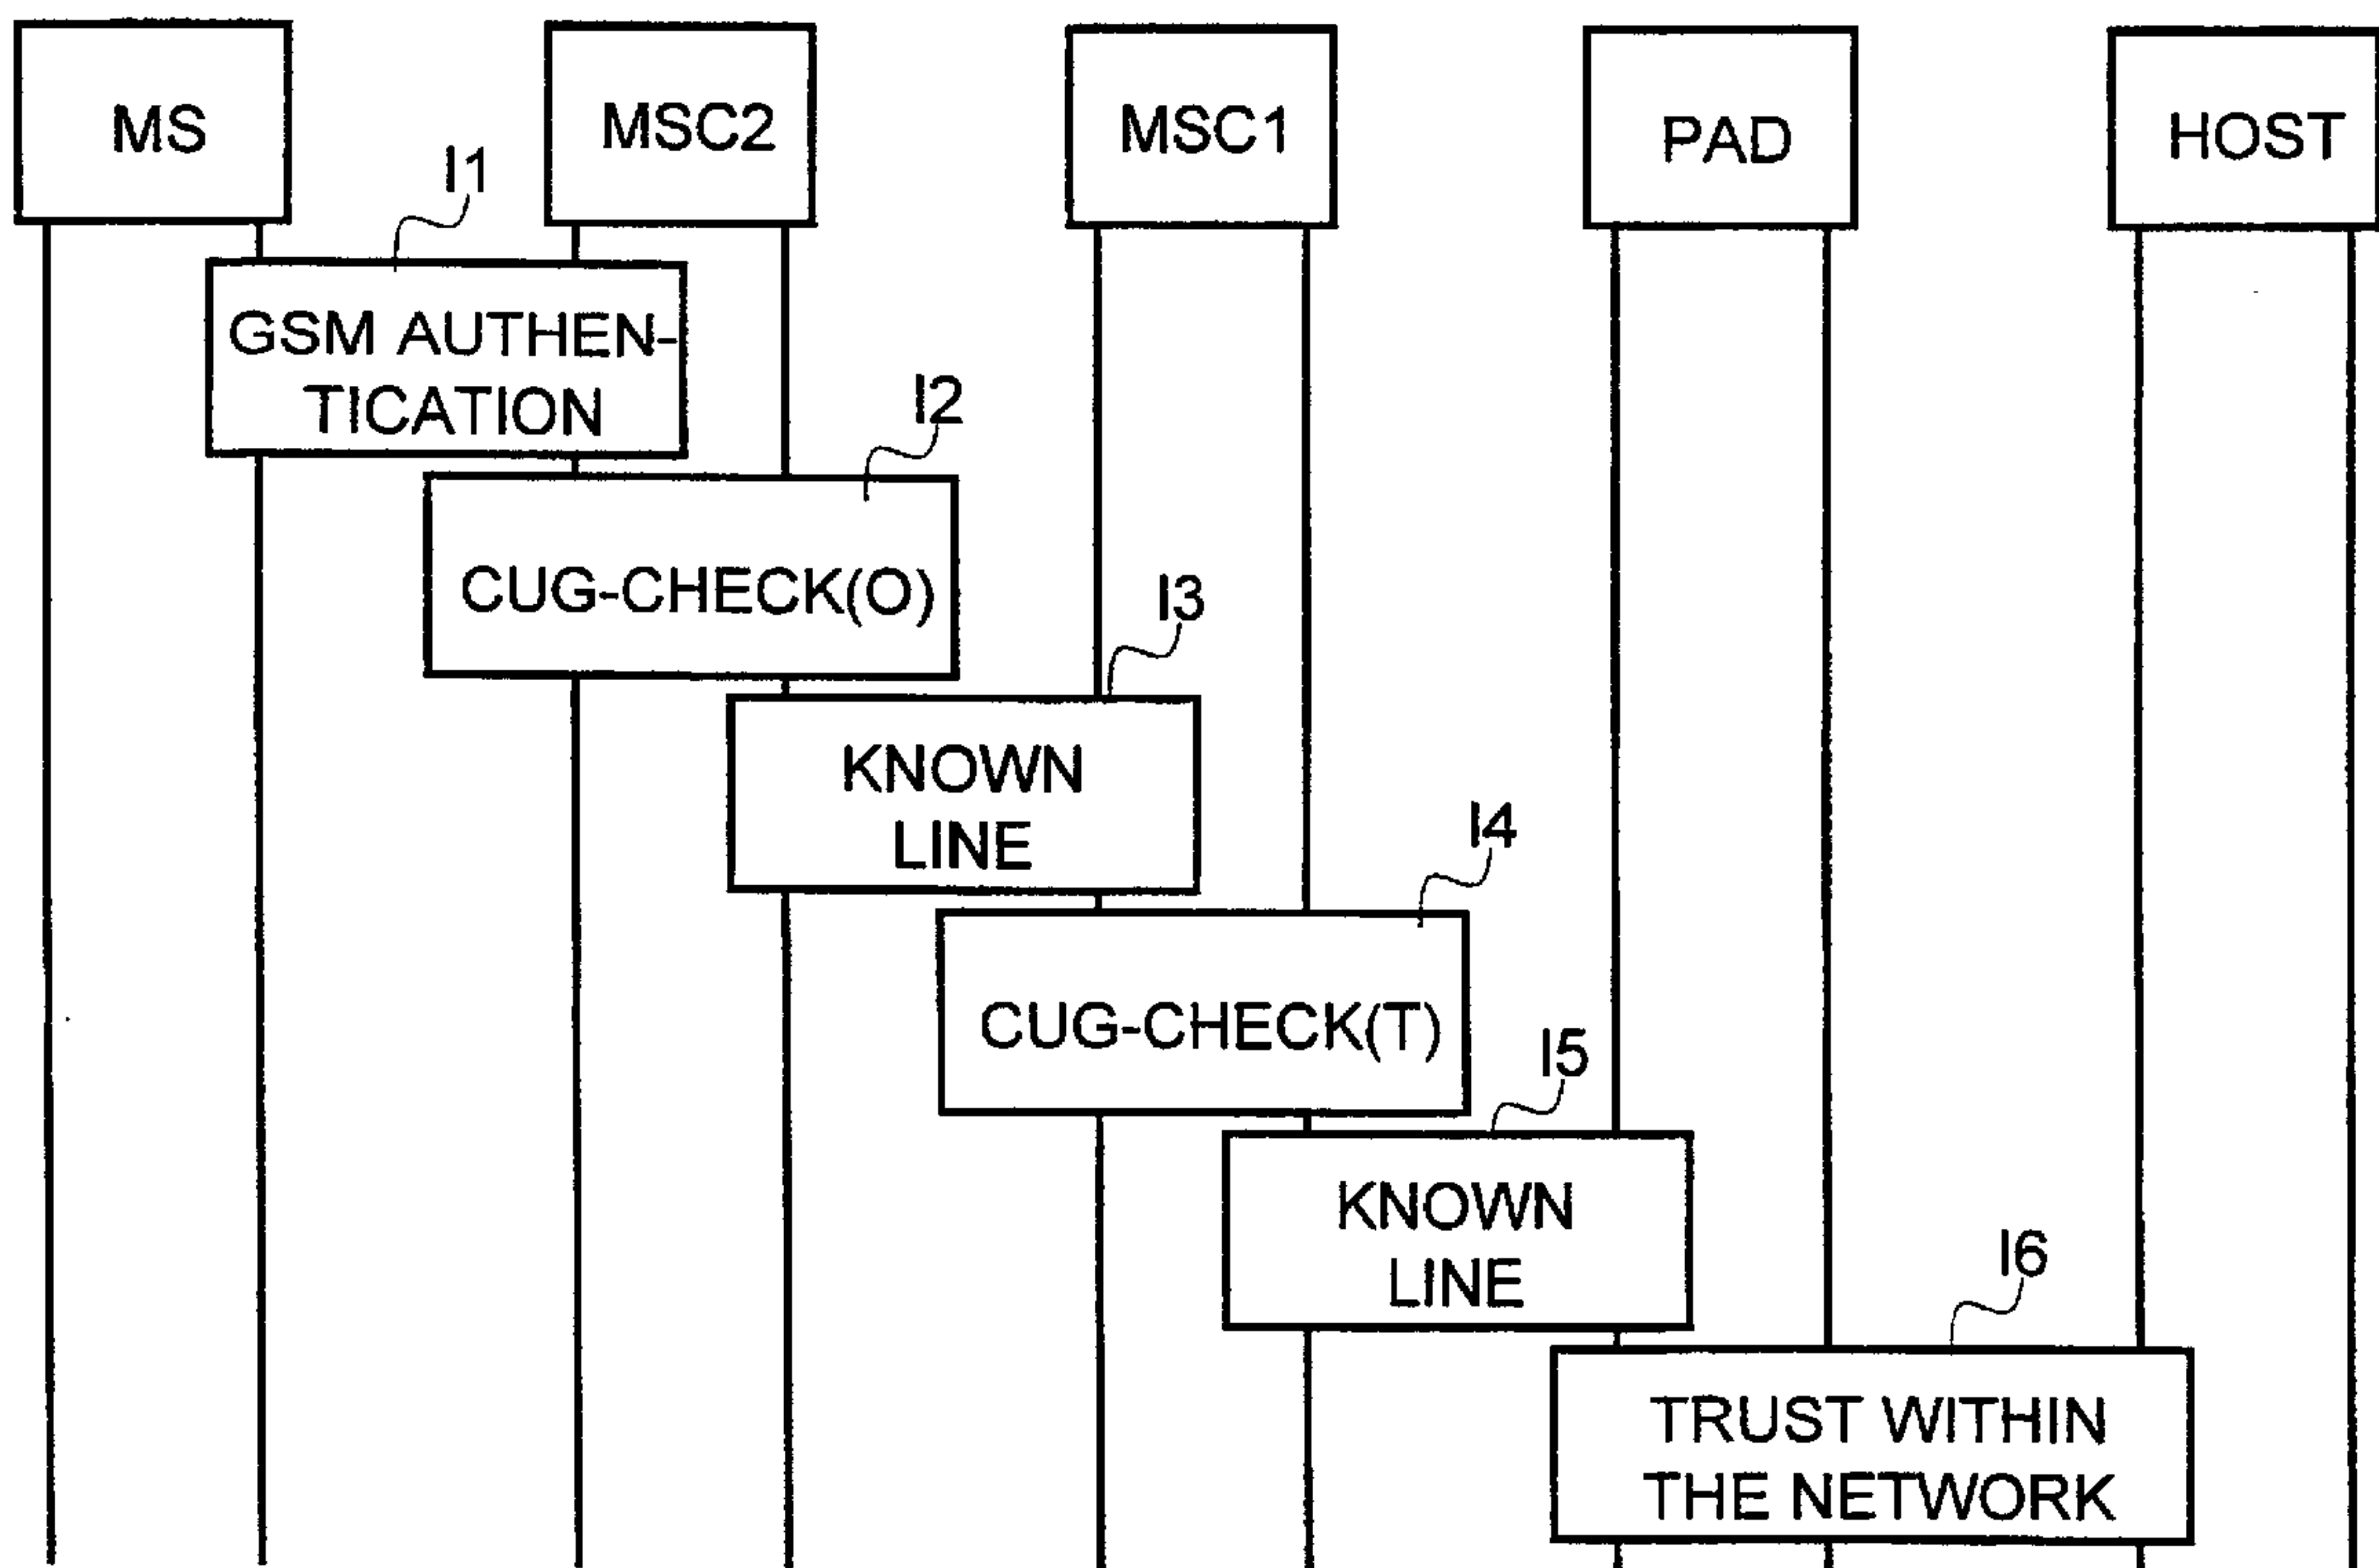 MS
MSC2
MSC1
PAD
HOST
I1
GSM AUTHEN-
TICATION
I2
CUG-CHECK(O)
I3
KNOWN
LINE
I4
CUG-CHECK(T)
I5
KNOWN
LINE
I6
TRUST WITHIN
THE NETWORK